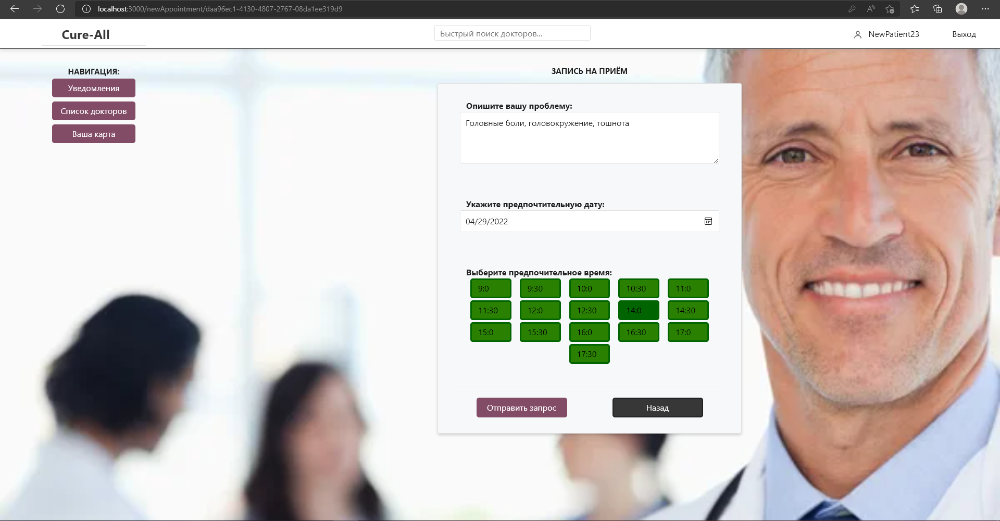 localhost:3000/newAppointment/daa96ec1-4130-4807-2767-08da1ee319d9
Cure-All
Быстрый поиск докторов...
NewPatient23
Выход
НАВИГАЦИЯ:
Уведомления
Список докторов
Ваша карта
ЗАПИСЬ НА ПРИЁМ
Опишите вашу проблему:
Головные боли, головокружение, тошнота
Укажите предпочтительную дату:
04/29/2022
Выберите предпочительное время:
9:0 9:30 10:0 10:30 11:0
11:30 12:0 12:30 14:0 14:30
15:0 15:30 16:0 16:30 17:0
17:30
Отправить запрос Назад